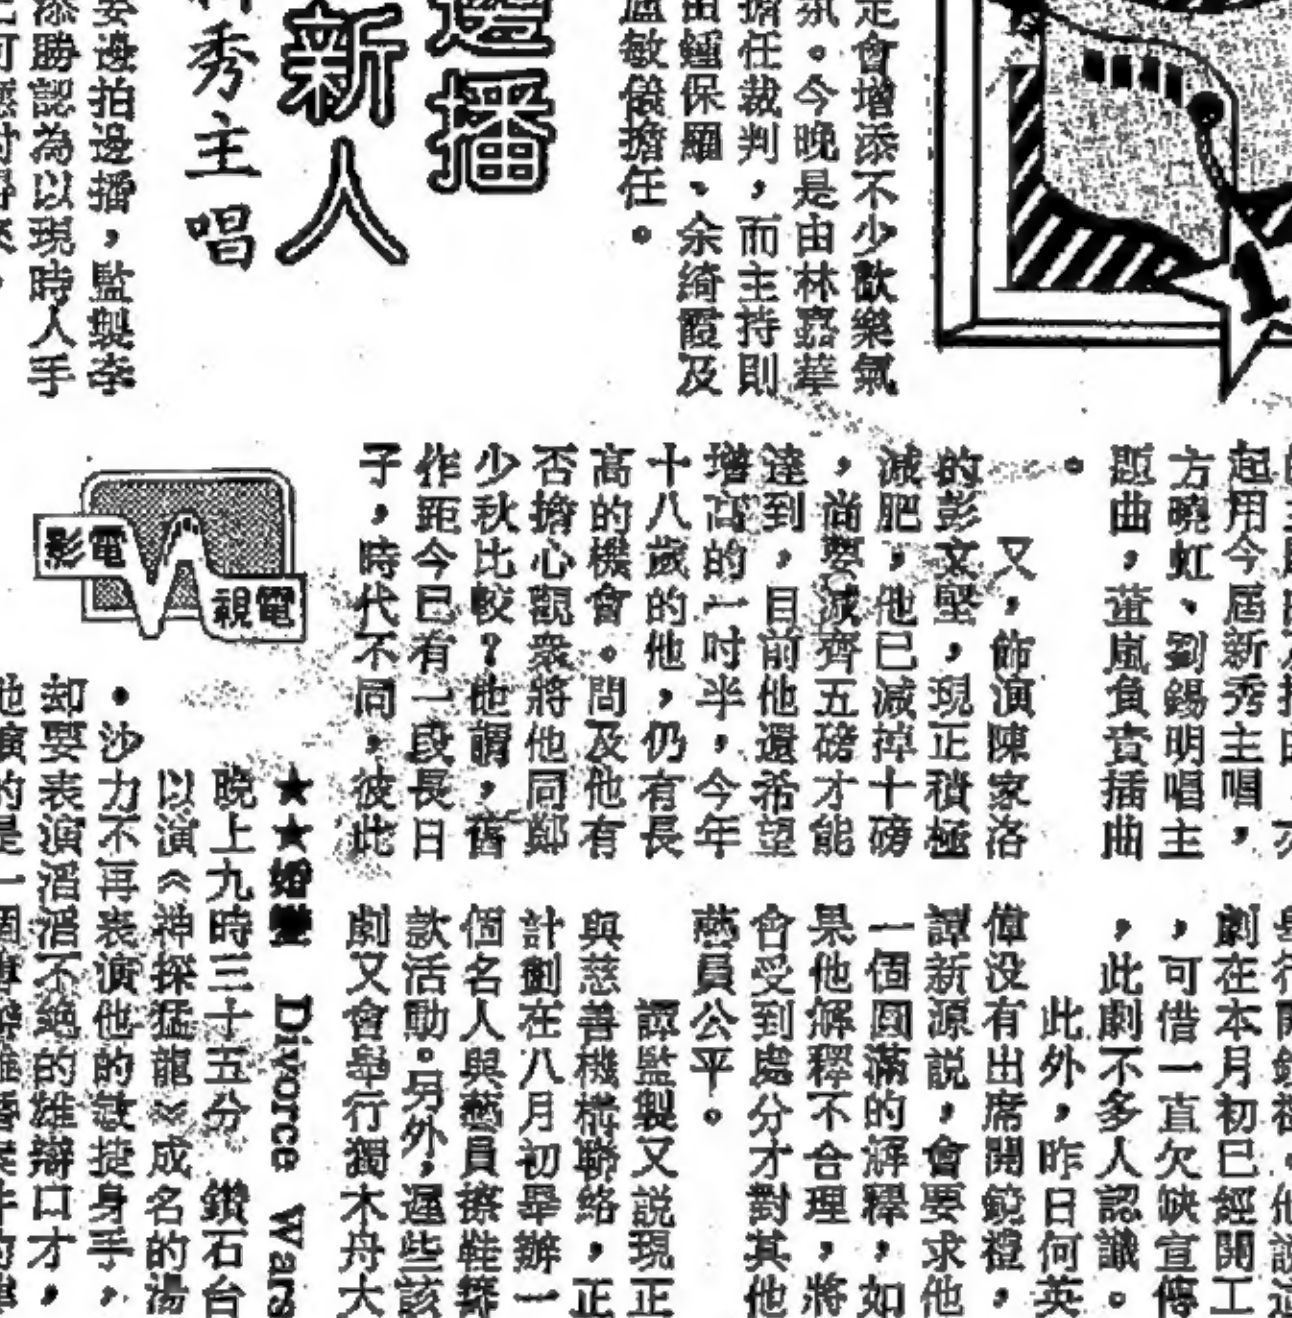 定會增添不少歡樂氣
氛。今晚是由林嘉華
擔任裁判，而主持則
由鍾保羅、余綺霞及
盧敏儀擔任。
邊播
新人
秀主唱
邊拍邊播，監製李
添勝認為以現時人手
起用今屆新秀主唱，
方曉虹、劉錫明唱主
題曲，董嵐負責插曲
。
又，飾演陳家洛
的彭文堅，現正積極
減肥，他已減掉十磅
，尚要減齊五磅才能
達到，目前他還希望
增高的一吋半，今年
十八歲的他，仍有長
高的機會。問及他有
否擔心觀眾將他同鄭
少秋比較？他謂，舊
作距今已有一段長日
子，時代不同，彼此
劇在本月初已經開工
，可惜一直欠缺宣傳
，此劇不多人認識。
此外，昨日何英
偉沒有出席開鏡禮，
譚新源説，會要求他
一個圓滿的解釋，如
果他解釋不合理，將
會受到處分才對其他
藝員公平。
譚監製又説現正
與慈善機構聯絡，正
計劃在八月初舉辦一
個名人與藝員擦鞋籌
款活動。另外，還些該
劇又會舉行獨木舟大
電影
電視
★★婚變 Divorce Wars
晚上九時三十五分 鑽石台
以演《神探猛龍》成名的湯
・沙力不再表演他的敏捷身手，
却要表演滔滔不絕的雄辯口才，